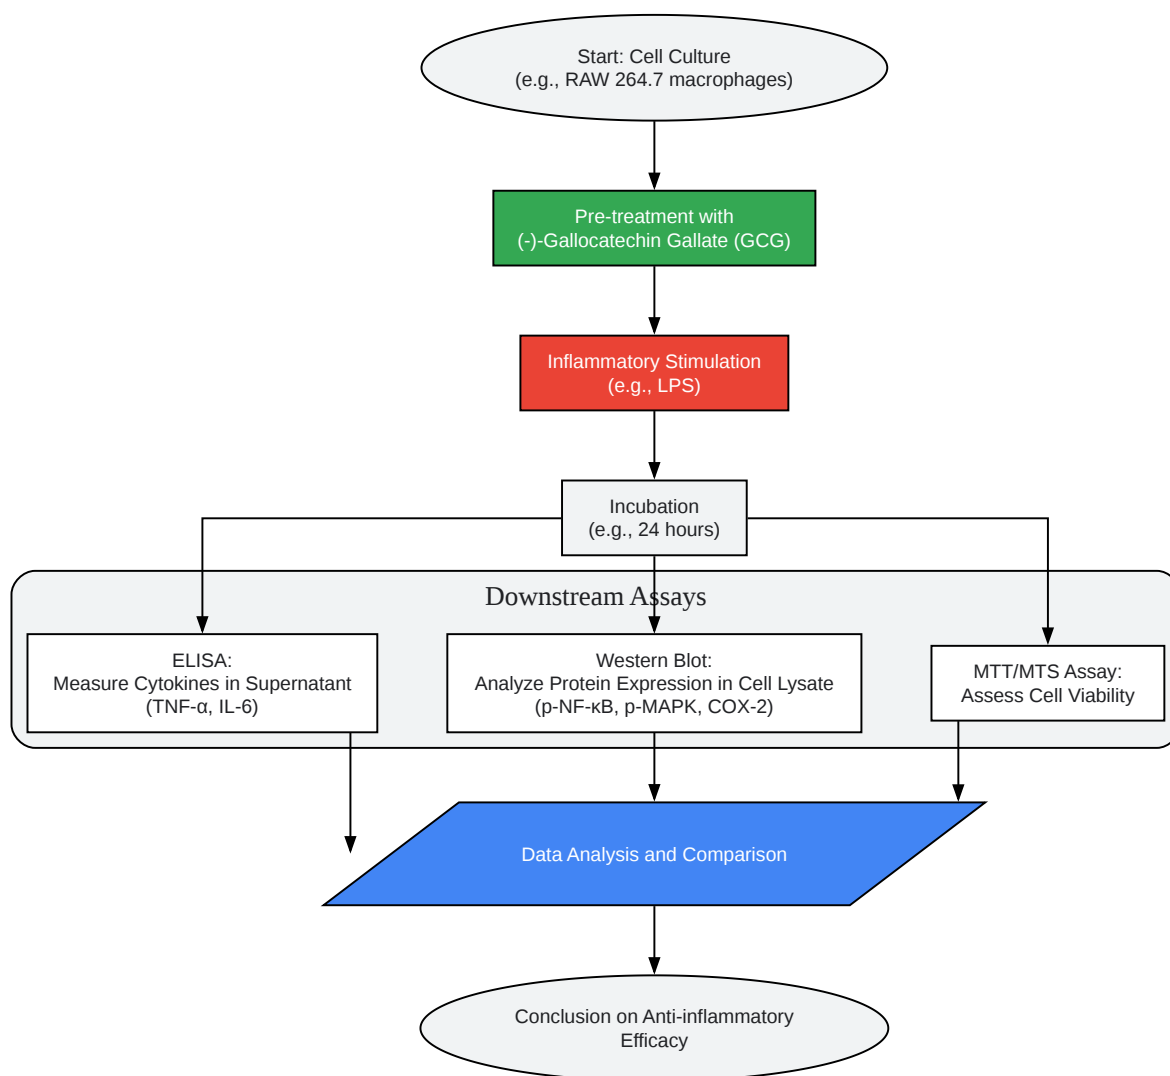 Start: Cell Culture
(e.g., RAW 264.7 macrophages)
Pre-treatment with
(-)-Gallocatechin Gallate (GCG)
Inflammatory Stimulation
(e.g., LPS)
Incubation
(e.g., 24 hours)
Downstream Assays
ELISA:
Measure Cytokines in Supernatant
(TNF-α, IL-6)
Western Blot:
Analyze Protein Expression in Cell Lysate
(p-NF-κB, p-MAPK, COX-2)
MTT/MTS Assay:
Assess Cell Viability
Data Analysis and Comparison
Conclusion on Anti-inflammatory
Efficacy